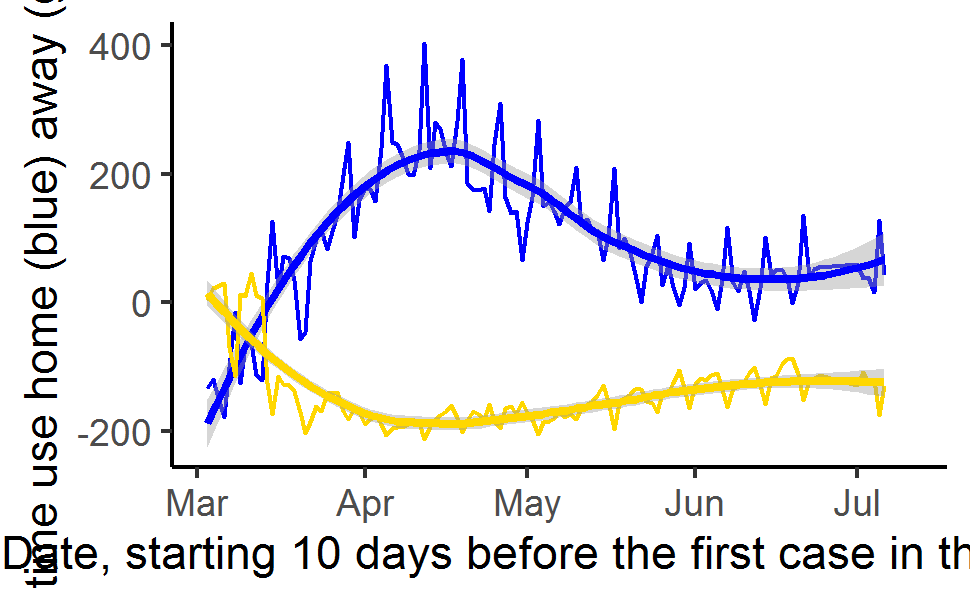 time use home (blue) away (
400
200
0
-200
Mar Apr May Jun Jul
Date, starting 10 days before the first case in th